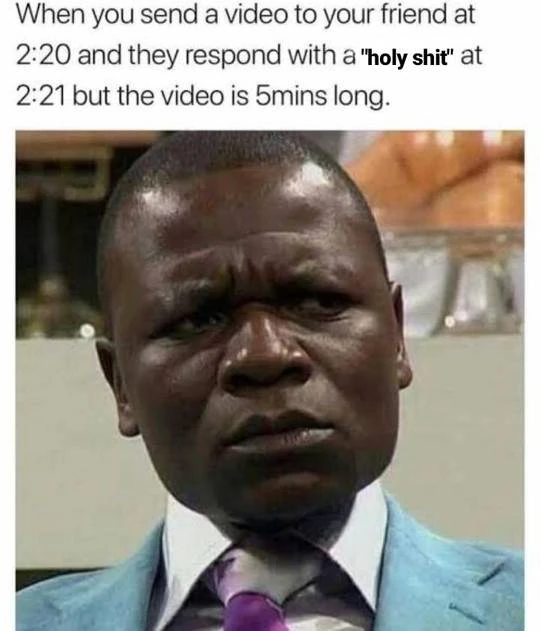 When you send a video to your friend at
2:20 and they respond with a "holy shit" at
2:21 but the video is 5mins long.